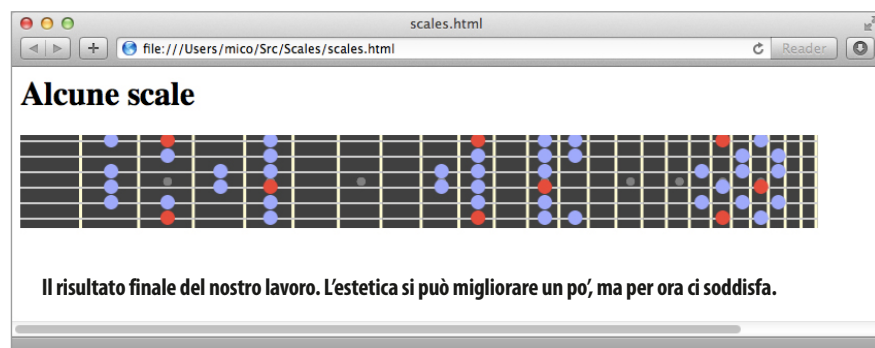 scales.html
file:///Users/mico/Src/Scales/scales.html
Reader
Alcune scale
Il risultato finale del nostro lavoro. L’estetica si può migliorare un po’, ma per ora ci soddisfa.